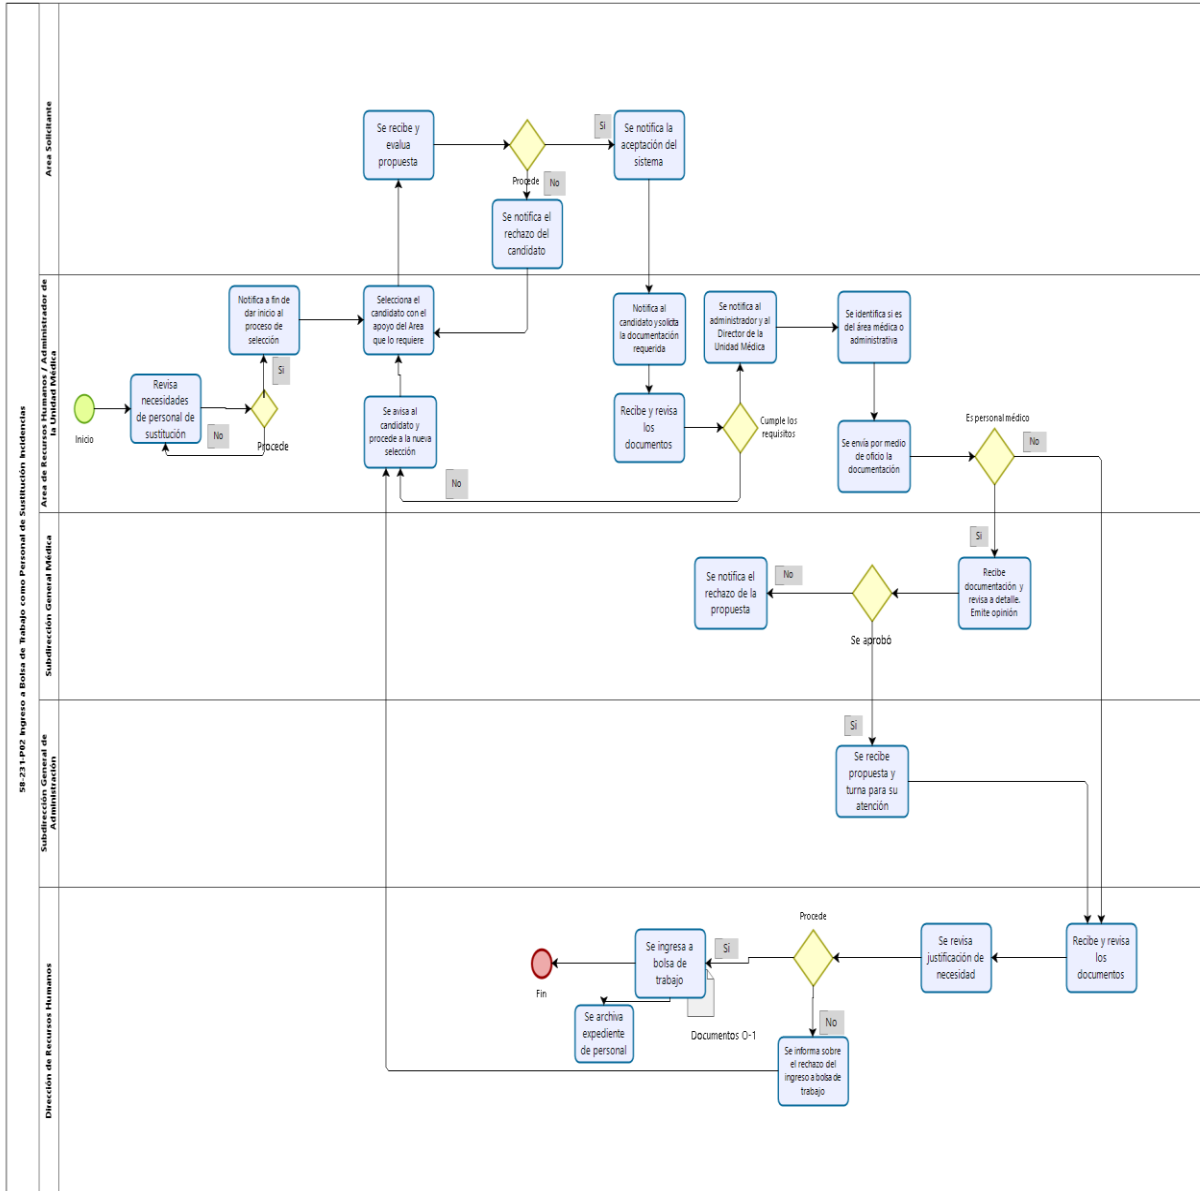 58-231-P02 Ingreso a Bolsa de Trabajo como Personal de Sustitución Incidencias
Area Solicitante
Se recibe y
evalua
propuesta
Procede
Si
No
Se notifica la
aceptación del
sistema
Se notifica el
rechazo del
candidato
Area de Recursos Humanos / Administrador de
la Unidad Médica
Inicio
Revisa
necesidades
de personal de
sustitución
No
Procede
Si
Notifica a fin de
dar inicio al
proceso de
selección
Selecciona el
candidato con el
apoyo del Area
que lo requiere
Se avisa al
candidato y
procede a la nueva
selección
No
Notifica al
candidato y solicita
la documentación
requerida
Recibe y revisa
los
documentos
Cumple los
requisitos
Se notifica al
administrador y al
Director de la
Unidad Médica
Se identifica si es
del área médica o
administrativa
Se envía por medio
de oficio la
documentación
Es personal médico
No
Subdirección General Médica
Si
Recibe
documentación y
revisa a detalle.
Emite opinión
Se aprobó
No
Se notifica el
rechazo de la
propuesta
Subdirección General de
Administración
Si
Se recibe
propuesta y
turna para su
atención
Dirección de Recursos Humanos
Recibe y revisa
los
documentos
Se revisa
justificación de
necesidad
Procede
Si
No
Se ingresa a
bolsa de
trabajo
Documentos O-1
Se archiva
expediente
de personal
Fin
Se informa sobre
el rechazo del
ingreso a bolsa de
trabajo